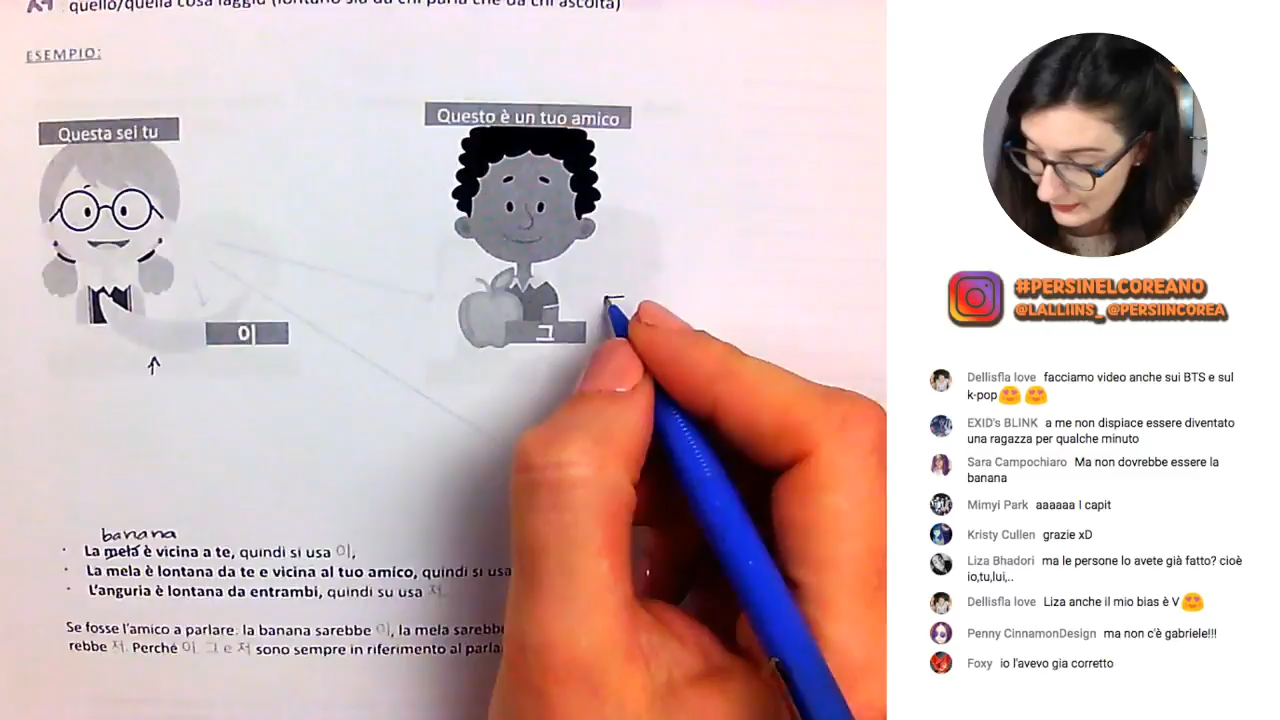 저 quello/quella cosa laggiù (lontano sia da chi parla che da chi ascolta)
ESEMPIO:
Questa sei tu
Questo è un tuo amico
이
그
banana
· La mela è vicina a te, quindi si usa 이,
· La mela è lontana da te e vicina al tuo amico, quindi si usa
· L'anguria è lontana da entrambi, quindi su usa 저.
Se fosse l'amico a parlare. la banana sarebbe 이, la mela
저. Perché 이 그 e 저 sono sempre in riferimento al
#PERSINELCOREANO
@LALLIINS_ @PERSIINCOREA
Dellisfla love facciamo video anche sui BTS e sul
k-pop😍 😍
EXID's BLINK a me non dispiace essere diventato
una ragazza per qualche minuto
Sara Campochiaro Ma non dovrebbe essere la
banana
Mimyi Park aaaaaa I capit
Kristy Cullen grazie xD
Liza Bhadori ma le persone lo avete già fatto? cioè
io,tu,lui,..
Dellisfla love Liza anche il mio bias è V 😍
Penny CinnamonDesign ma non c'è gabriele!!!
Foxy io l'avevo gia corretto